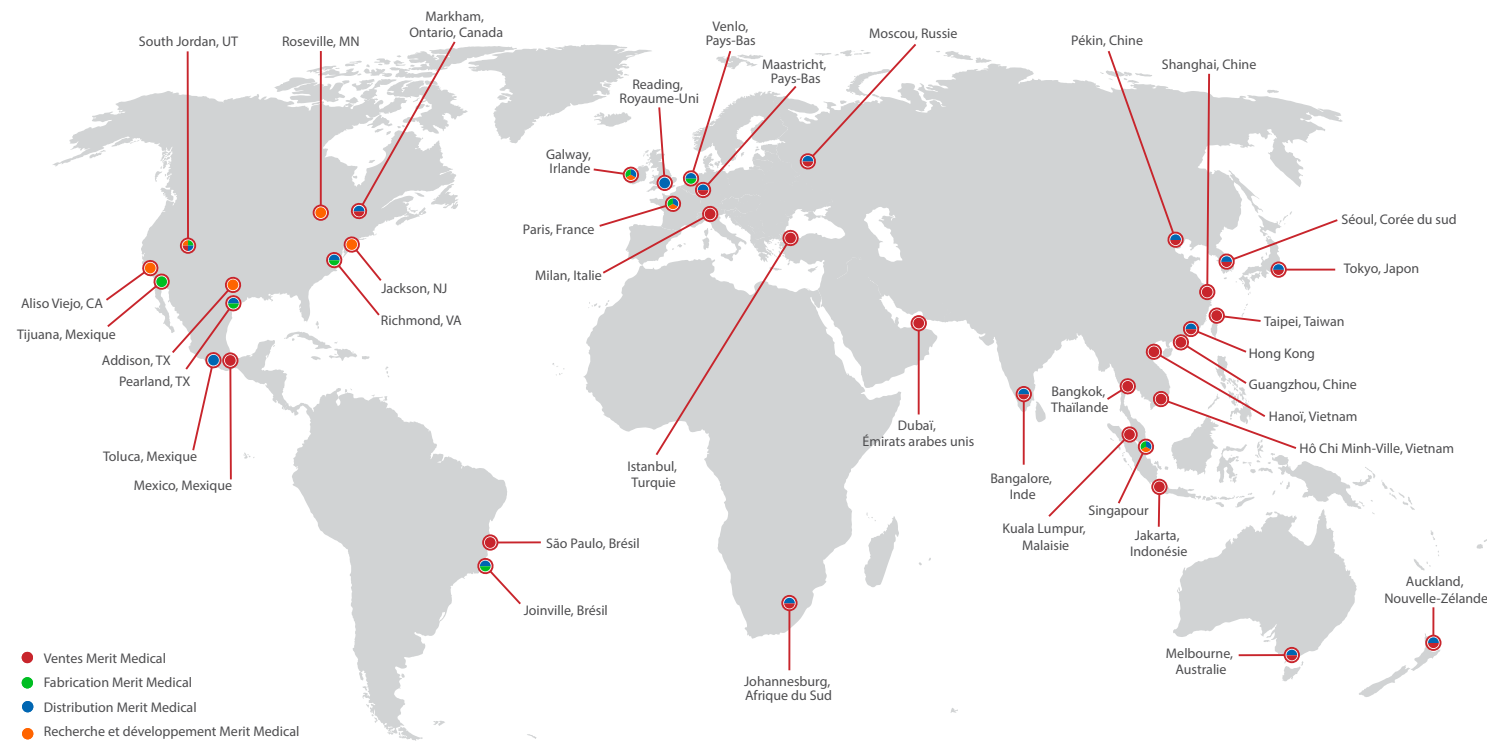 South Jordan, UT
Roseville, MN
Markham,
Ontario, Canada
Venlo,
Pays-Bas
Moscou, Russie
Pékin, Chine
Shanghai, Chine
Maastricht,
Pays-Bas
Reading,
Royaume-Uni
Galway,
Irlande
Paris, France
Milan, Italie
Séoul, Corée du sud
Tokyo, Japon
Aliso Viejo, CA
Tijuana, Mexique
Addison, TX
Pearland, TX
Jackson, NJ
Richmond, VA
Taipei, Taiwan
Hong Kong
Guangzhou, Chine
Hanoï, Vietnam
Hô Chi Minh-Ville, Vietnam
Bangkok,
Thaïlande
Dubaï,
Émirats arabes unis
Toluca, Mexique
Mexico, Mexique
Istanbul,
Turquie
Bangalore,
Inde
Singapour
Kuala Lumpur,
Malaisie
Jakarta,
Indonésie
São Paulo, Brésil
Joinville, Brésil
Auckland,
Nouvelle-Zélande
Melbourne,
Australie
Johannesburg,
Afrique du Sud
Ventes Merit Medical
Fabrication Merit Medical
Distribution Merit Medical
Recherche et développement Merit Medical